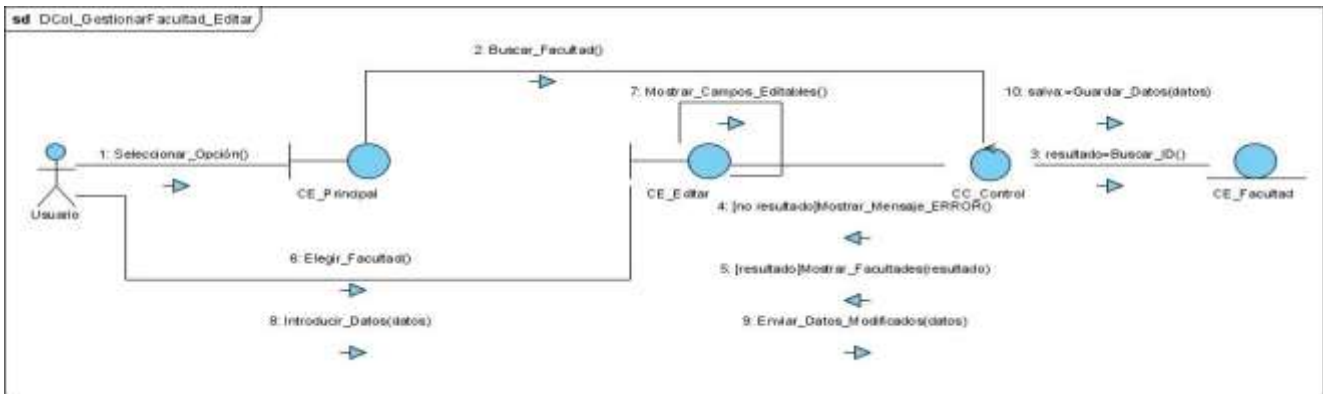 sd DCol_GestionarFacultad_Editar
2: Buscar_Facultad()
7: Mostrar_Campos_Editables()
10: salva:=Guardar_Datos(datos)
1: Seleccionar_Opción()
3: resultado=Buscar_ID()
Usuario
CE_Principal
CE_Editar
CC_Control
CE_Facultad
4: [no resultado]Mostrar_Mensaje_ERROR()
6: Elegir_Facultad()
5: [resultado]Mostrar_Facultades(resultado)
8: Introducir_Datos(datos)
9: Enviar_Datos_Modificados(datos)